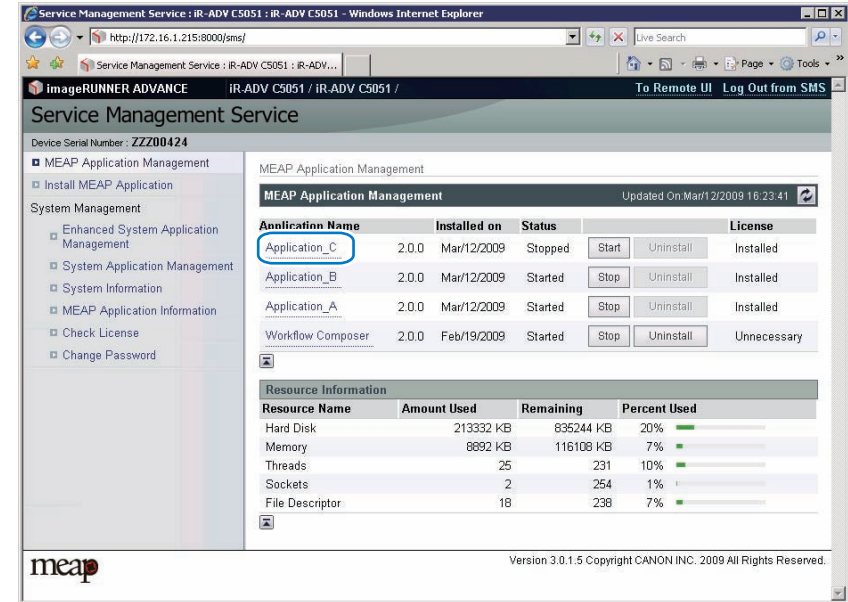 Service Management Service : iR-ADV C5051 : iR-ADV C5051 - Windows Internet Explorer
http://172.16.1.215:8000/sms/
Live Search
Service Management Service : iR-ADV C5051 : iR-ADV...
Page Tools »
imageRUNNER ADVANCE iR-ADV C5051 / iR-ADV C5051 / To Remote UI Log Out from SMS
Service Management Service
Device Serial Number : ZZZ00424
MEAP Application Management
Install MEAP Application
System Management
Enhanced System Application Management
System Application Management
System Information
MEAP Application Information
Check License
Change Password
MEAP Application Management
MEAP Application Management Updated On:Mar/12/2009 16:23:41
Application Name Installed on Status License
Application_C 2.0.0 Mar/12/2009 Stopped Start Uninstall Installed
Application_B 2.0.0 Mar/12/2009 Started Stop Uninstall Installed
Application_A 2.0.0 Mar/12/2009 Started Stop Uninstall Installed
Workflow Composer 2.0.0 Feb/19/2009 Started Stop Uninstall Unnecessary
Resource Information
Resource Name Amount Used Remaining Percent Used
Hard Disk 213332 KB 835244 KB 20%
Memory 8892 KB 116108 KB 7%
Threads 25 231 10%
Sockets 2 254 1%
File Descriptor 18 238 7%
meap
Version 3.0.1.5 Copyright CANON INC. 2009 All Rights Reserved.